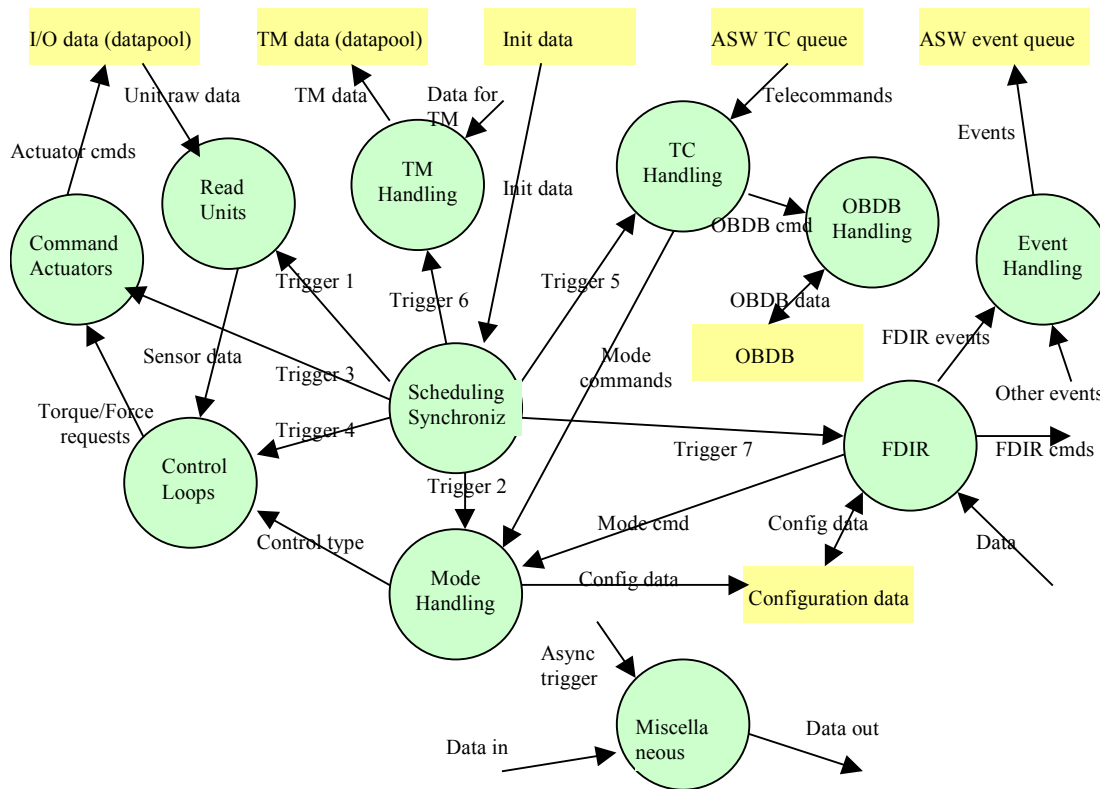 I/O data (datapool)
TM data (datapool)
Init data
ASW TC queue
ASW event queue
Unit raw data
TM data
Data for
TM
Telecommands
Actuator cmds
Events
TM
Handling
TC
Handling
Read
Units
Init data
OBDB cmd
OBDB
Handling
Command
Actuators
Event
Handling
Trigger 1
Trigger 6
Trigger 5
OBDB data
Sensor data
Trigger 3
Mode
commands
OBDB
FDIR events
Scheduling
Synchroniz
Other events
Torque/Force
requests
Trigger 4
Trigger 7
FDIR
FDIR cmds
Control
Loops
Trigger 2
Control type
Mode cmd
Config data
Data
Mode
Handling
Config data
Configuration data
Async
trigger
Miscella
neous
Data in
Data out